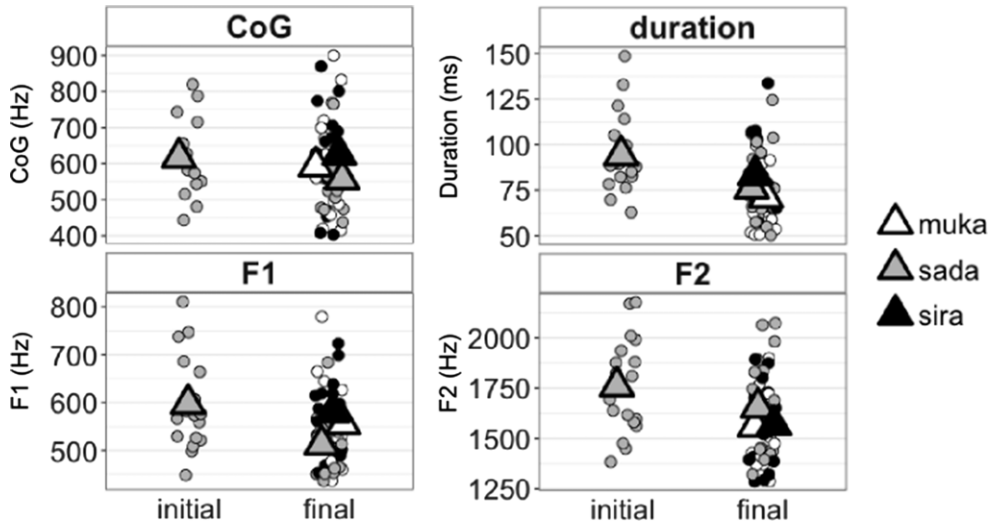 CoG
CoG (Hz)
900
800
700
600
500
400
duration
Duration (ms)
150
125
100
75
50
F1
F1 (Hz)
800
700
600
500
initial
final
F2
F2 (Hz)
2000
1750
1500
1250
initial
final
muka
sada
sira